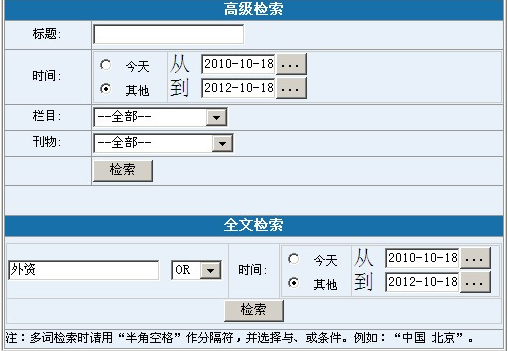 高级检索
标题:
时间: 今天 从 2010-10-18 ...
其他 到 2012-10-18 ...
栏目: --全部--
刊物: --全部--
检索
全文检索
外资 OR 时间: 今天 从 2010-10-18 ...
其他 到 2012-10-18 ...
检索
注：多词检索时请用“半角空格”作分隔符，并选择与、或条件。例如：“中国 北京”。